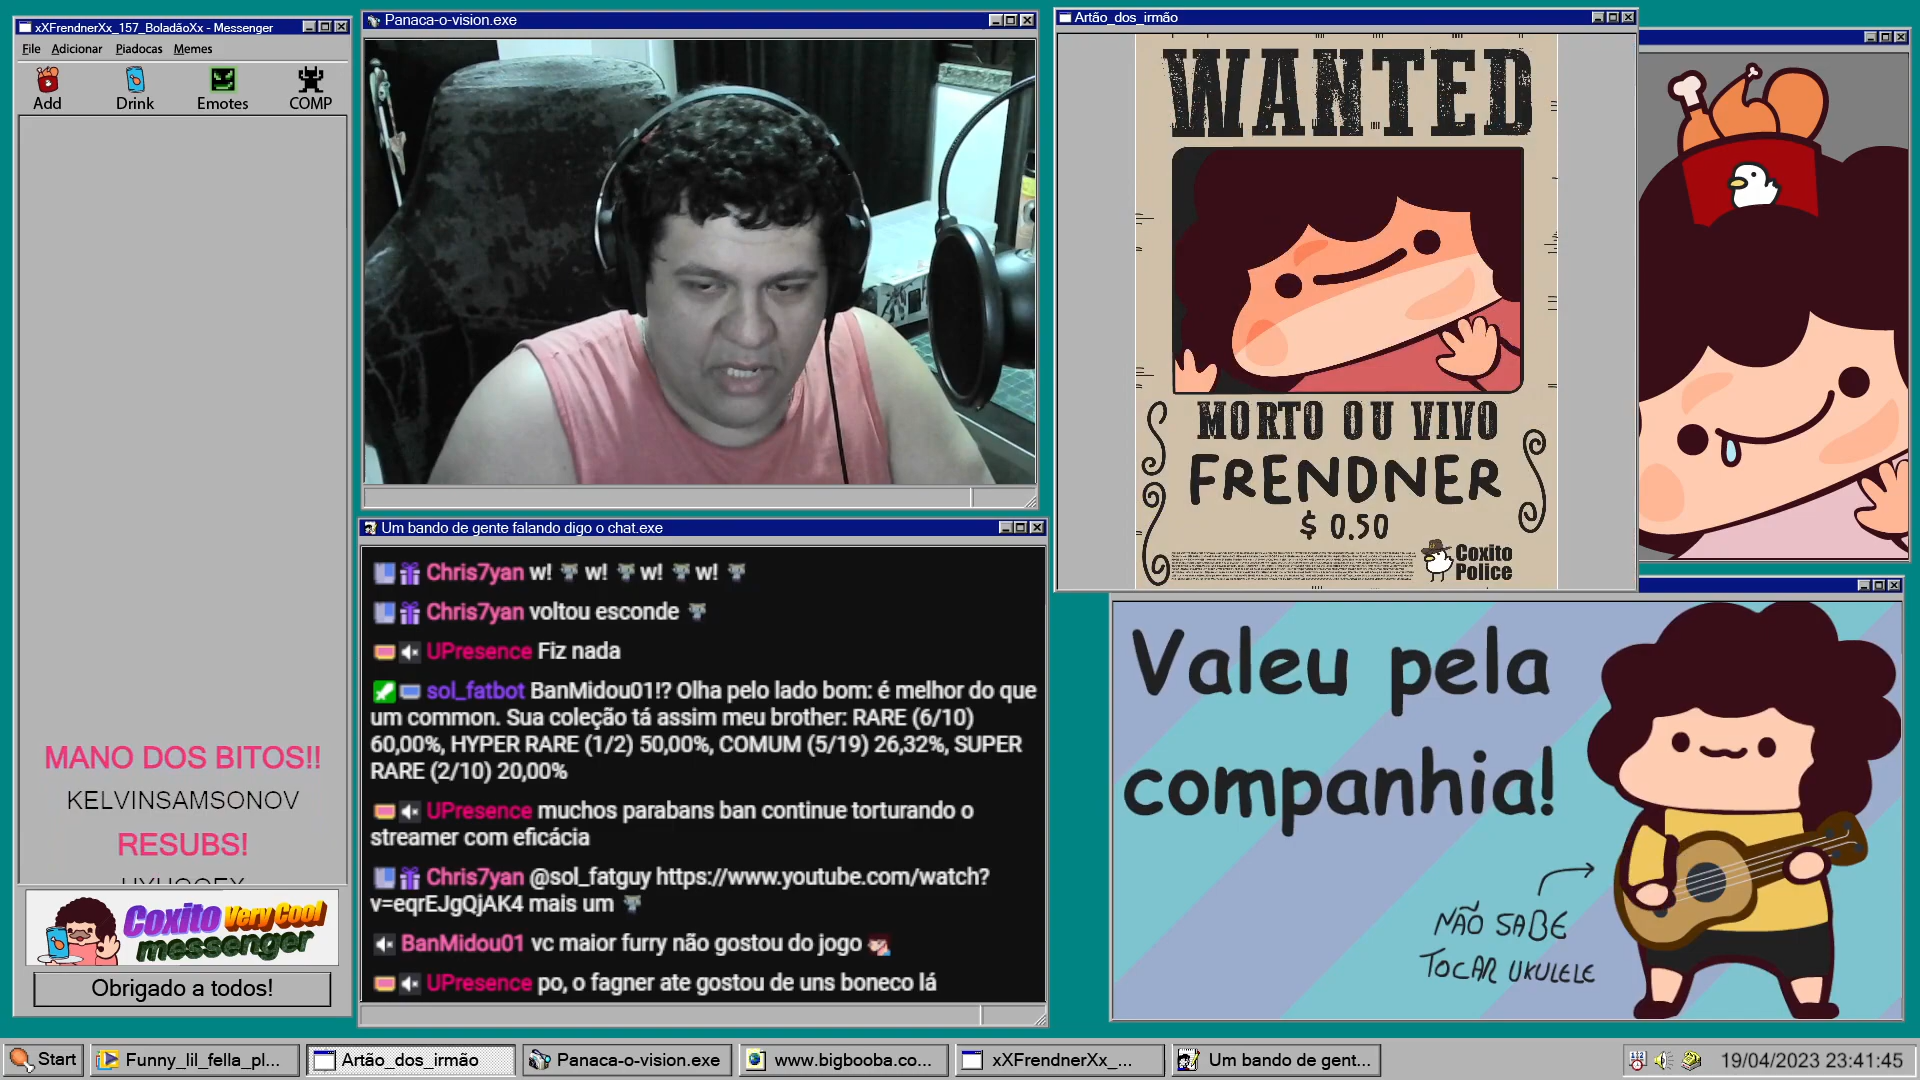 xXFrendnerXx_157_BoladãoXx - Messenger
File Adicionar Piadocas Memes
Add Drink Emotes COMP
MANO DOS BITOS!!
KELVINSAMSONOV
RESUBS!
Coxito Very Cool
messenger
Obrigado a todos!
Panaca-o-vision.exe
Um bando de gente falando digo o chat.exe
Chris7yan w! w! w! w!
Chris7yan voltou esconde
UPresence Fiz nada
sol_fatbot BanMidou01!? Olha pelo lado bom: é melhor do que
um common. Sua coleção tá assim meu brother: RARE (6/10)
60,00%, HYPER RARE (1/2) 50,00%, COMUM (5/19) 26,32%, SUPER
RARE (2/10) 20,00%
UPresence muchos parabans ban continue torturando o
streamer com eficácia
Chris7yan @sol_fatguy https://www.youtube.com/watch?
v=eqrEJgQjAK4 mais um
BanMidou01 vc maior furry não gostou do jogo
UPresence po, o fagner ate gostou de uns boneco lá
Artão_dos_irmão
WANTED
MORTO OU VIVO
FRENDNER
$ 0.50
Coxito
Police
Valeu pela
companhia!
NÃO SABE
TOCAR UKULELE
Start Funny_lil_fella_pl... Artão_dos_irmão Panaca-o-vision.exe www.bigbooba.co... xXFrendnerXx_... Um bando de gent... 19/04/2023 23:41:45